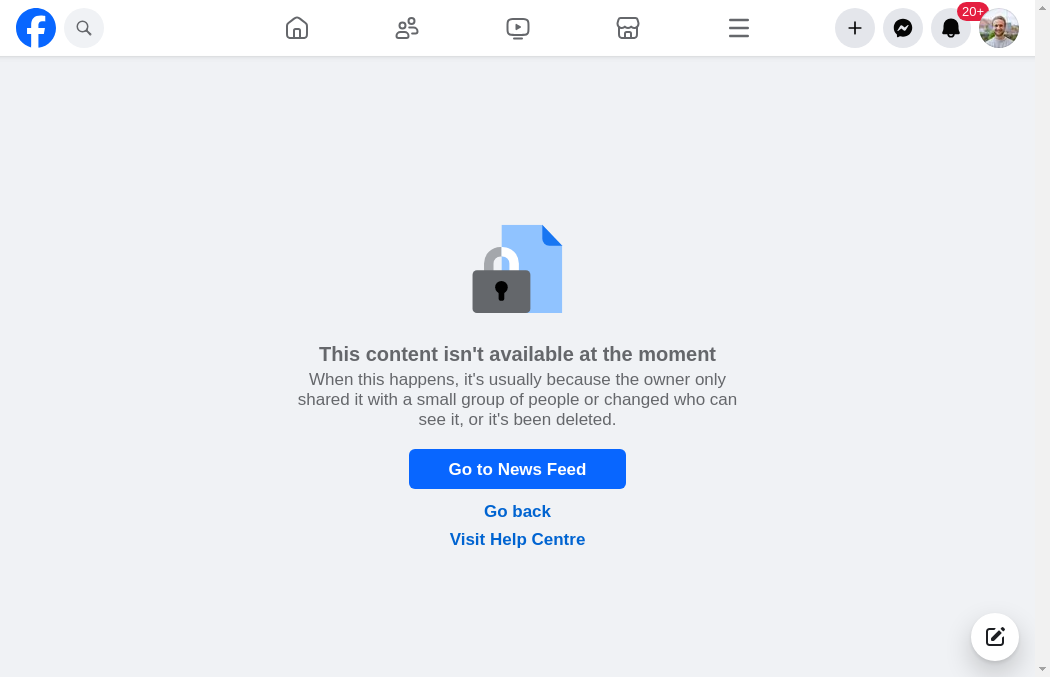 20+
This content isn't available at the moment
When this happens, it's usually because the owner only
shared it with a small group of people or changed who can
see it, or it's been deleted.
Go to News Feed
Go back
Visit Help Centre